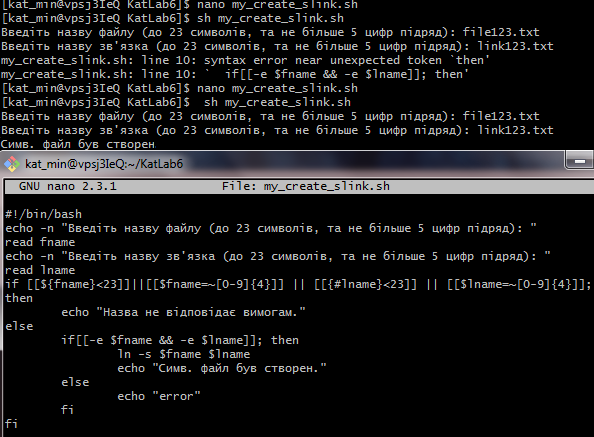 [kat_min@vpsj3IeQ KatLab6]$ nano my_create_slink.sh
[kat_min@vpsj3IeQ KatLab6]$ sh my_create_slink.sh
Введіть назву файлу (до 23 символів, та не більше 5 цифр підряд): file123.txt
Введіть назву зв'язка (до 23 символів, та не більше 5 цифр підряд): link123.txt
my_create_slink.sh: line 10: syntax error near unexpected token `then'
my_create_slink.sh: line 10: `  if[[-e $fname && -e $lname]]; then'
[kat_min@vpsj3IeQ KatLab6]$ nano my_create_slink.sh
[kat_min@vpsj3IeQ KatLab6]$  sh my_create_slink.sh
Введіть назву файлу (до 23 символів, та не більше 5 цифр підряд): file123.txt
Введіть назву зв'язка (до 23 символів, та не більше 5 цифр підряд): link123.txt
Симв. файл був створен
kat_min@vpsj3IeQ:~/KatLab6
GNU nano 2.3.1 File: my_create_slink.sh
#!/bin/bash
echo -n "Введіть назву файлу (до 23 символів, та не більше 5 цифр підряд): "
read fname
echo -n "Введіть назву зв'язка (до 23 символів, та не більше 5 цифр підряд): "
read lname
if [[${fname}<23]]||[[$fname=~[0-9]{4}]] || [[{#lname}<23]] || [[$lname=~[0-9]{4}]];
then
echo "Назва не відповідає вимогам."
else
if[[-e $fname && -e $lname]]; then
ln -s $fname $lname
echo "Симв. файл був створен."
else
echo "error"
fi
fi